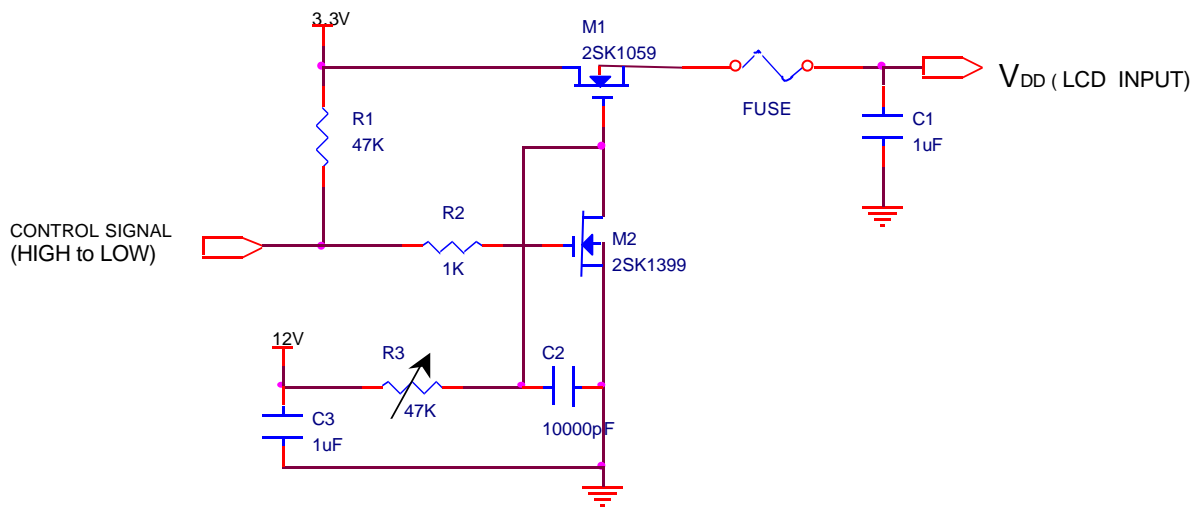 3.3V
M1
2SK1059
VDD ( LCD INPUT)
FUSE
R1
47K
C1
1uF
CONTROL SIGNAL
(HIGH to LOW)
R2
1K
M2
2SK1399
12V
R3
47K
C2
10000pF
C3
1uF